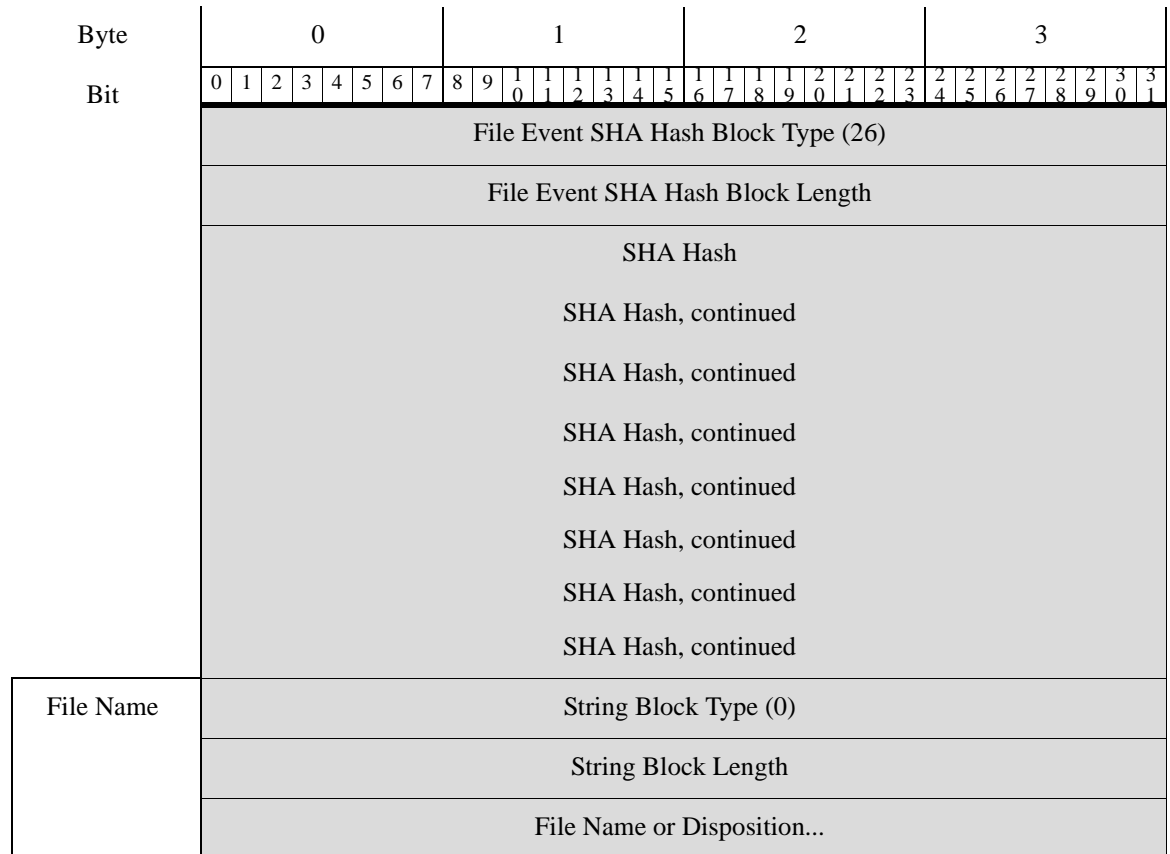 Byte 0 1 2 3
Bit 0 1 2 3 4 5 6 7 8 9 10 11 12 13 14 15 16 17 18 19 20 21 22 23 24 25 26 27 28 29 30 31
File Event SHA Hash Block Type (26)
File Event SHA Hash Block Length
SHA Hash
SHA Hash, continued
SHA Hash, continued
SHA Hash, continued
SHA Hash, continued
SHA Hash, continued
SHA Hash, continued
SHA Hash, continued
File Name String Block Type (0)
String Block Length
File Name or Disposition...